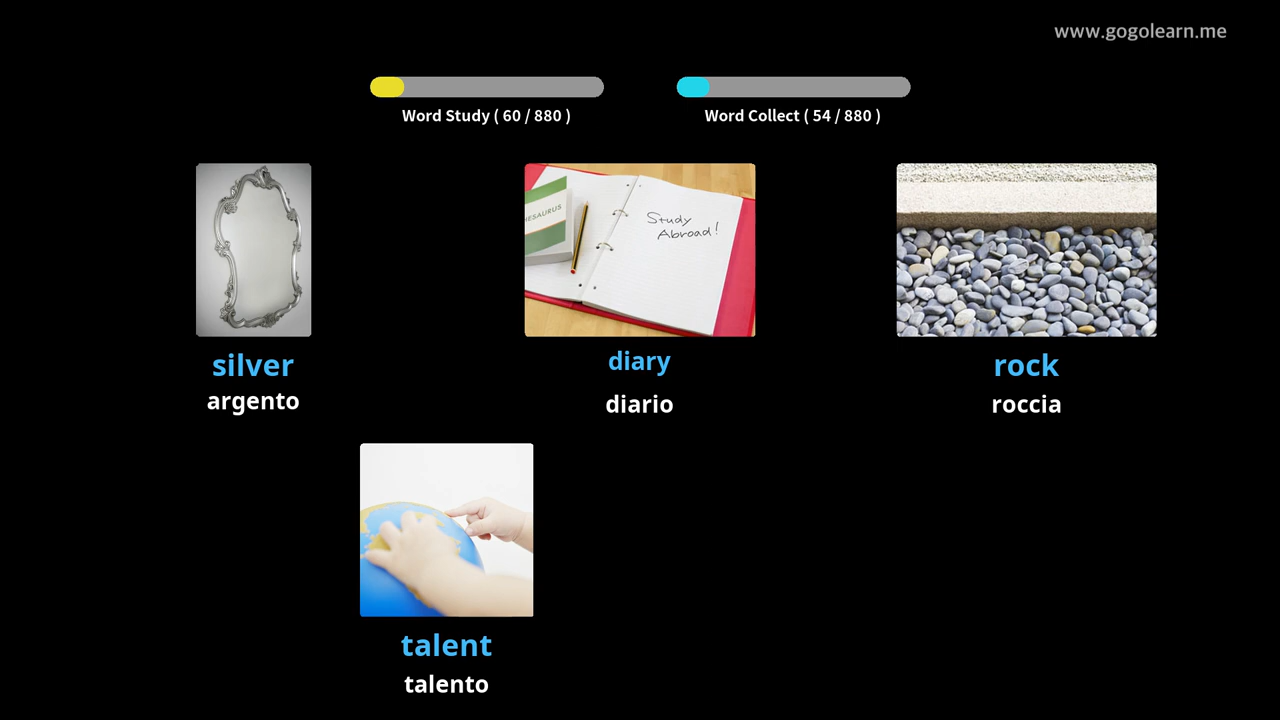 www.gogolearn.me
Word Study ( 60 / 880 )
Word Collect ( 54 / 880 )
HESAURUS
Study
Abroad!
silver
argento
diary
diario
rock
roccia
talent
talento